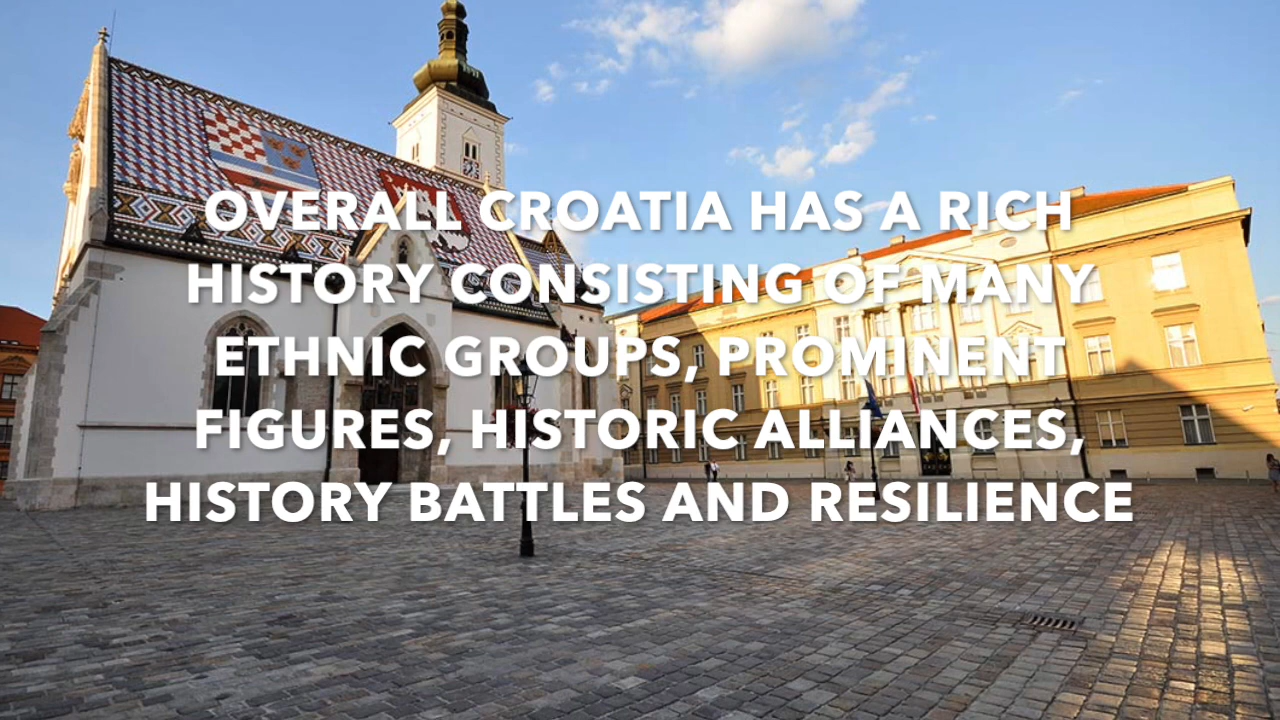 OVERALL CROATIA HAS A RICH
HISTORY CONSISTING OF MANY
ETHNIC GROUPS, PROMINENT
FIGURES, HISTORIC ALLIANCES,
HISTORY BATTLES AND RESILIENCE